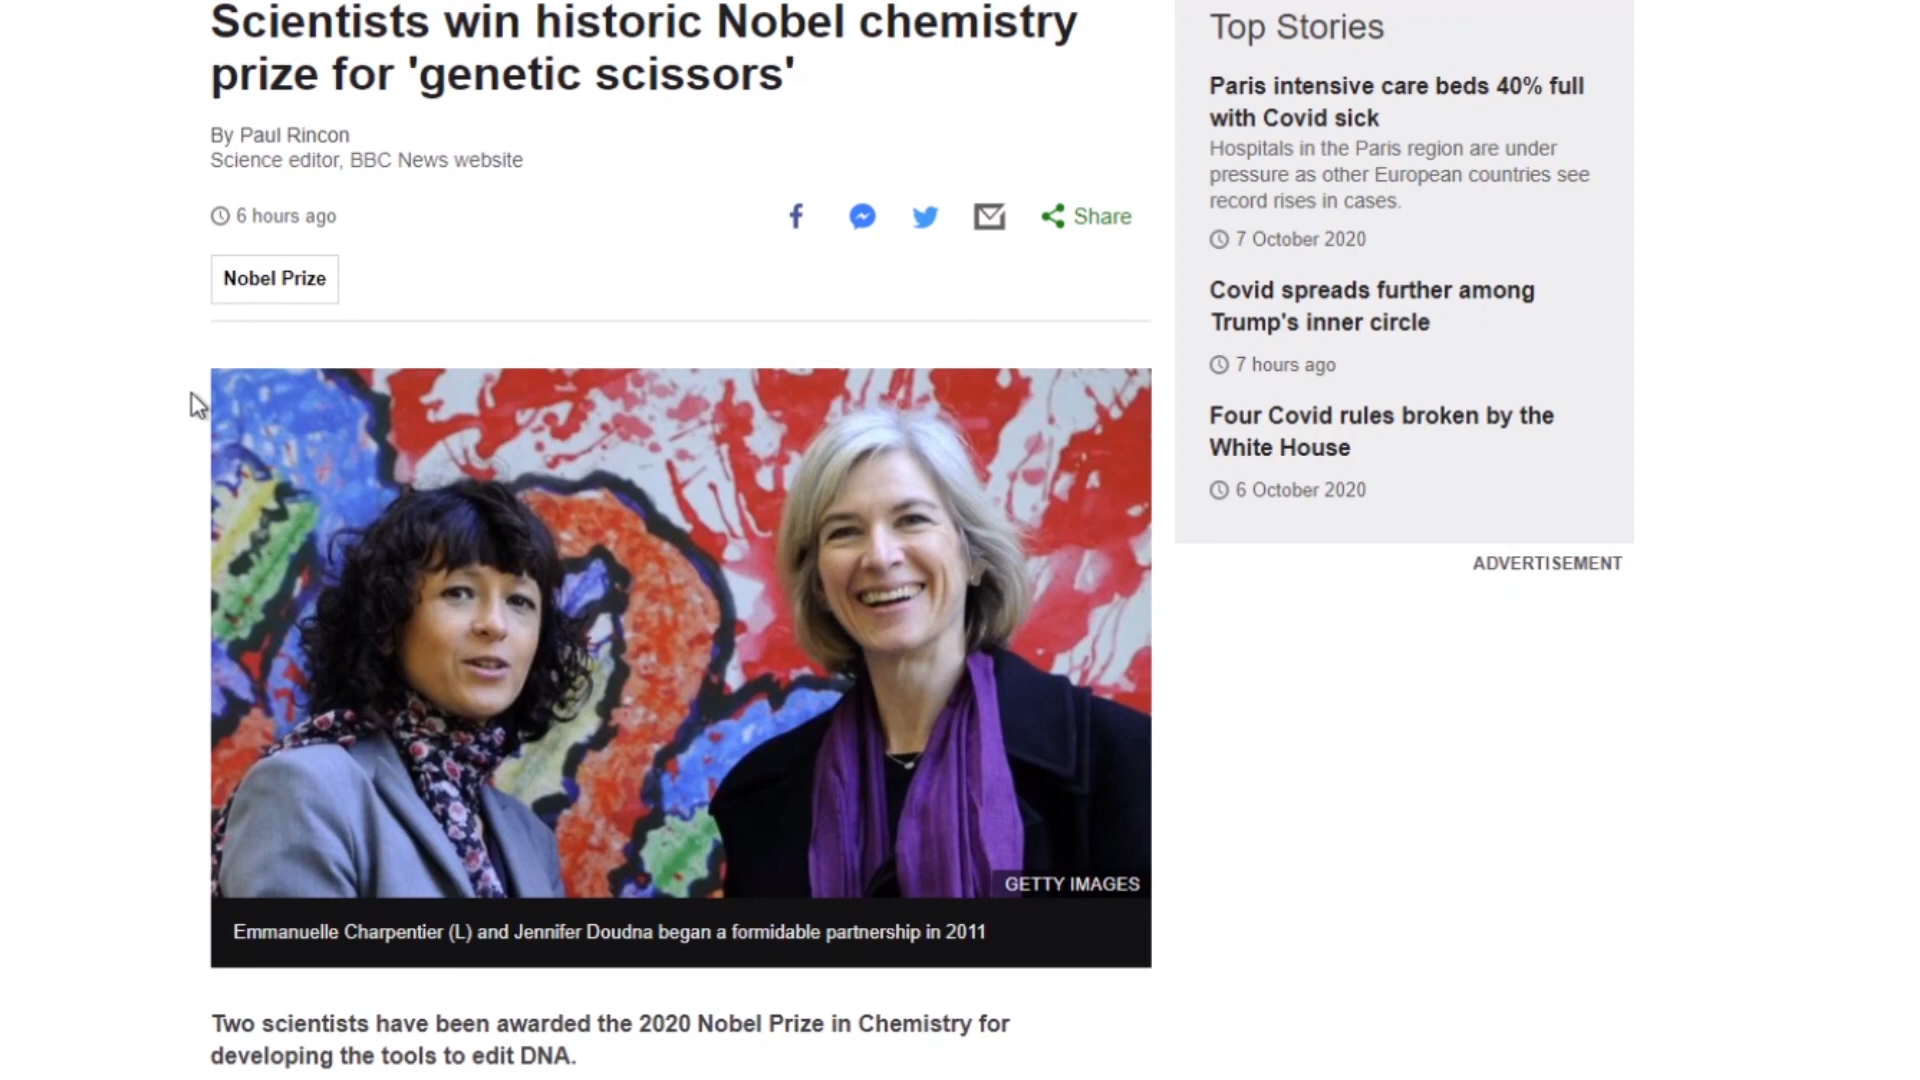 Scientists win historic Nobel chemistry
prize for 'genetic scissors'
By Paul Rincon
Science editor, BBC News website
6 hours ago
Share
Nobel Prize
GETTY IMAGES
Emmanuelle Charpentier (L) and Jennifer Doudna began a formidable partnership in 2011
Two scientists have been awarded the 2020 Nobel Prize in Chemistry for
developing the tools to edit DNA.
Top Stories
Paris intensive care beds 40% full
with Covid sick
Hospitals in the Paris region are under
pressure as other European countries see
record rises in cases.
7 October 2020
Covid spreads further among
Trump's inner circle
7 hours ago
Four Covid rules broken by the
White House
6 October 2020
ADVERTISEMENT